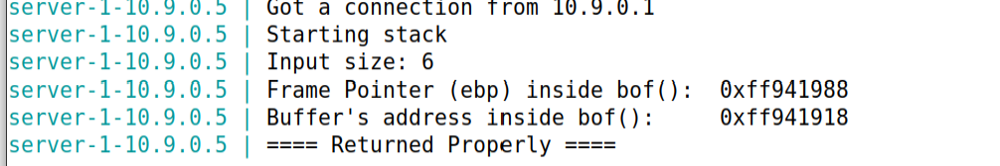 server-1-10.9.0.5 | Got a connection from 10.9.0.1
server-1-10.9.0.5 | Starting stack
server-1-10.9.0.5 | Input size: 6
server-1-10.9.0.5 | Frame Pointer (ebp) inside bof():  0xff941988
server-1-10.9.0.5 | Buffer's address inside bof():     0xff941918
server-1-10.9.0.5 | ==== Returned Properly ====